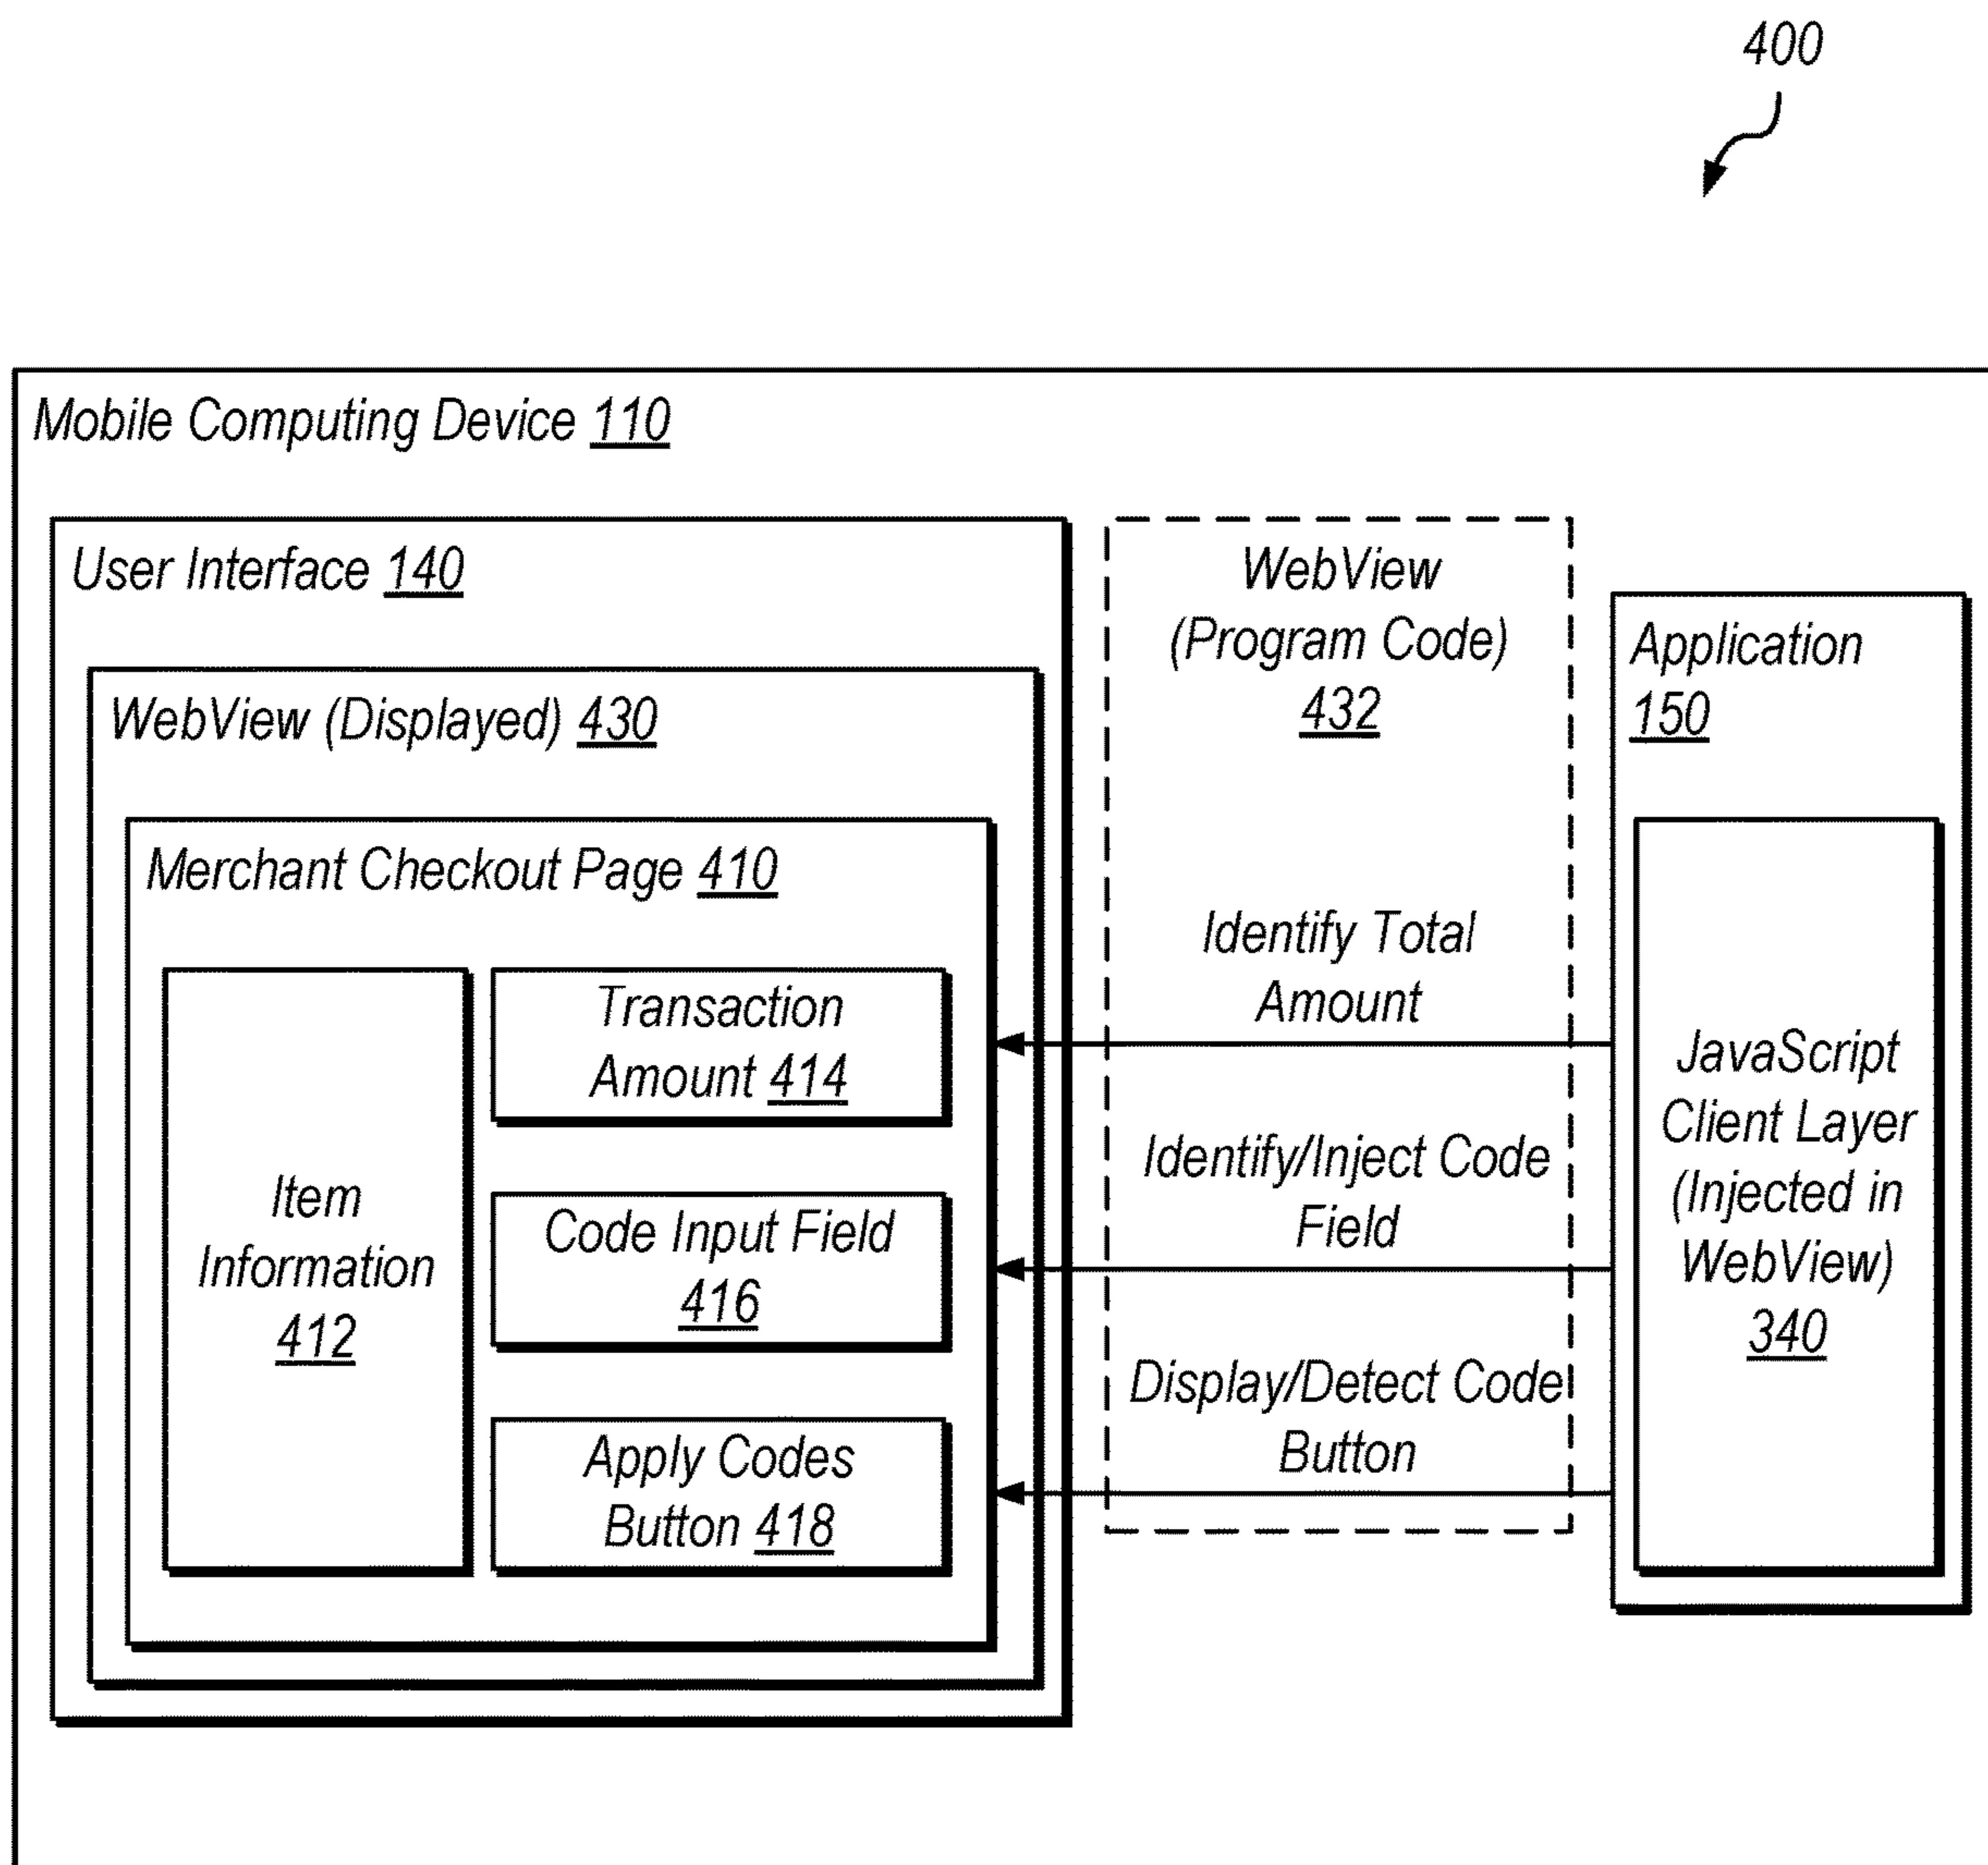 400
Mobile Computing Device 110
User Interface 140
WebView (Displayed) 430
Merchant Checkout Page 410
Item
Information
412
Transaction
Amount 414
Code Input Field
416
Apply Codes
Button 418
WebView
(Program Code)
432
Identify Total
Amount
Identify/Inject Code
Field
Display/Detect Code
Button
Application
150
JavaScript
Client Layer
(Injected in
WebView)
340